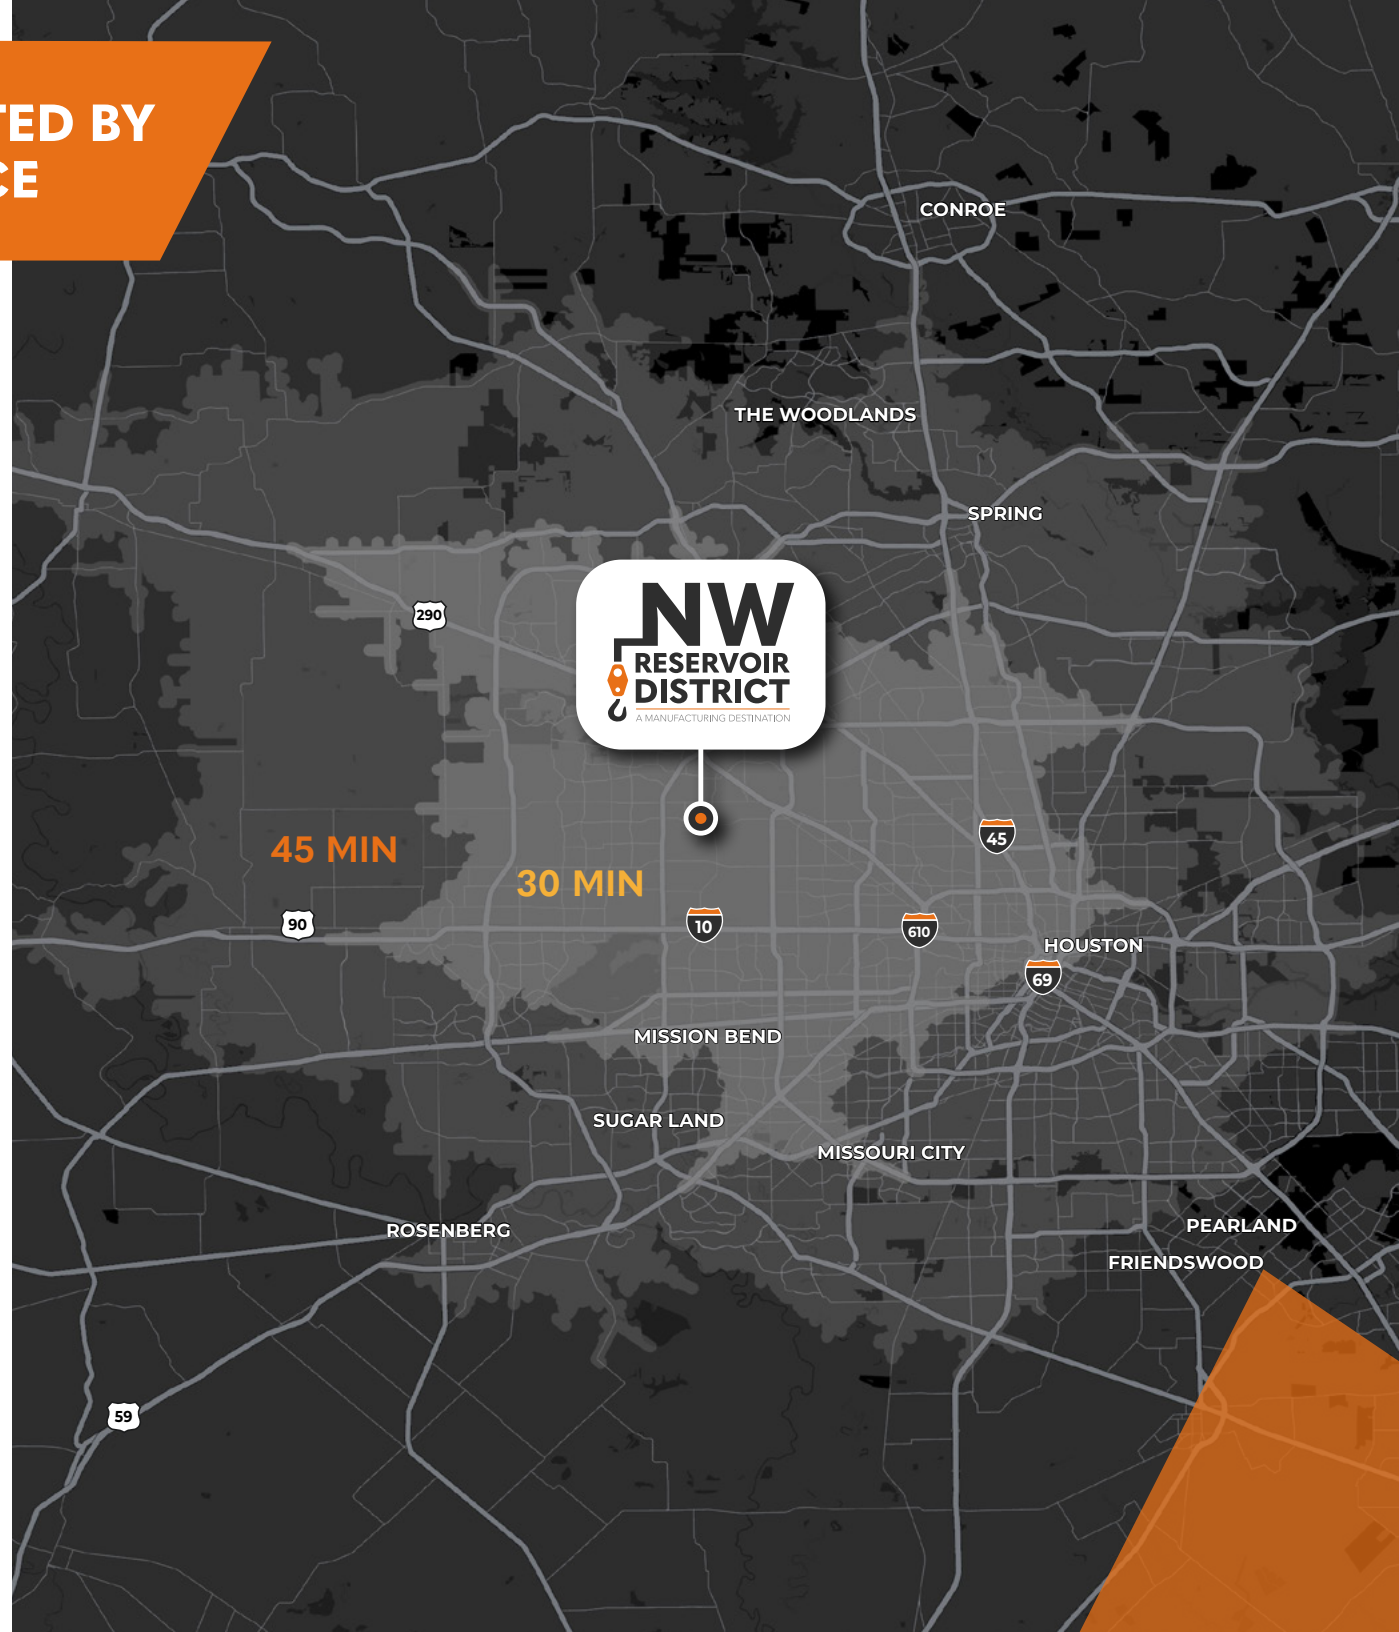 TED BY
CE
CONROE
THE WOODLANDS
SPRING
290
NW
RESERVOIR
DISTRICT
A MANUFACTURING DESTINATION
45
45 MIN
30 MIN
90
10
610
HOUSTON
69
MISSION BEND
SUGAR LAND
MISSOURI CITY
ROSENBERG
PEARLAND
FRIENDSWOOD
59